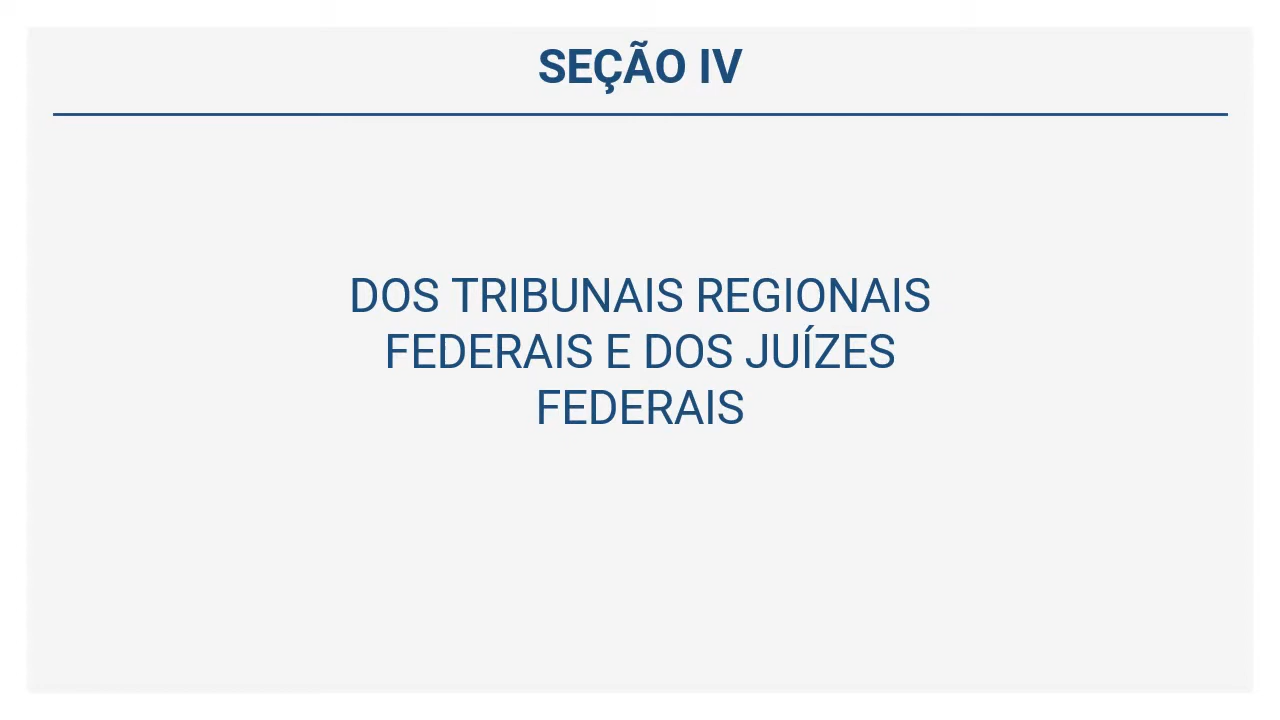 SEÇÃO IV
DOS TRIBUNAIS REGIONAIS
FEDERAIS E DOS JUÍZES
FEDERAIS